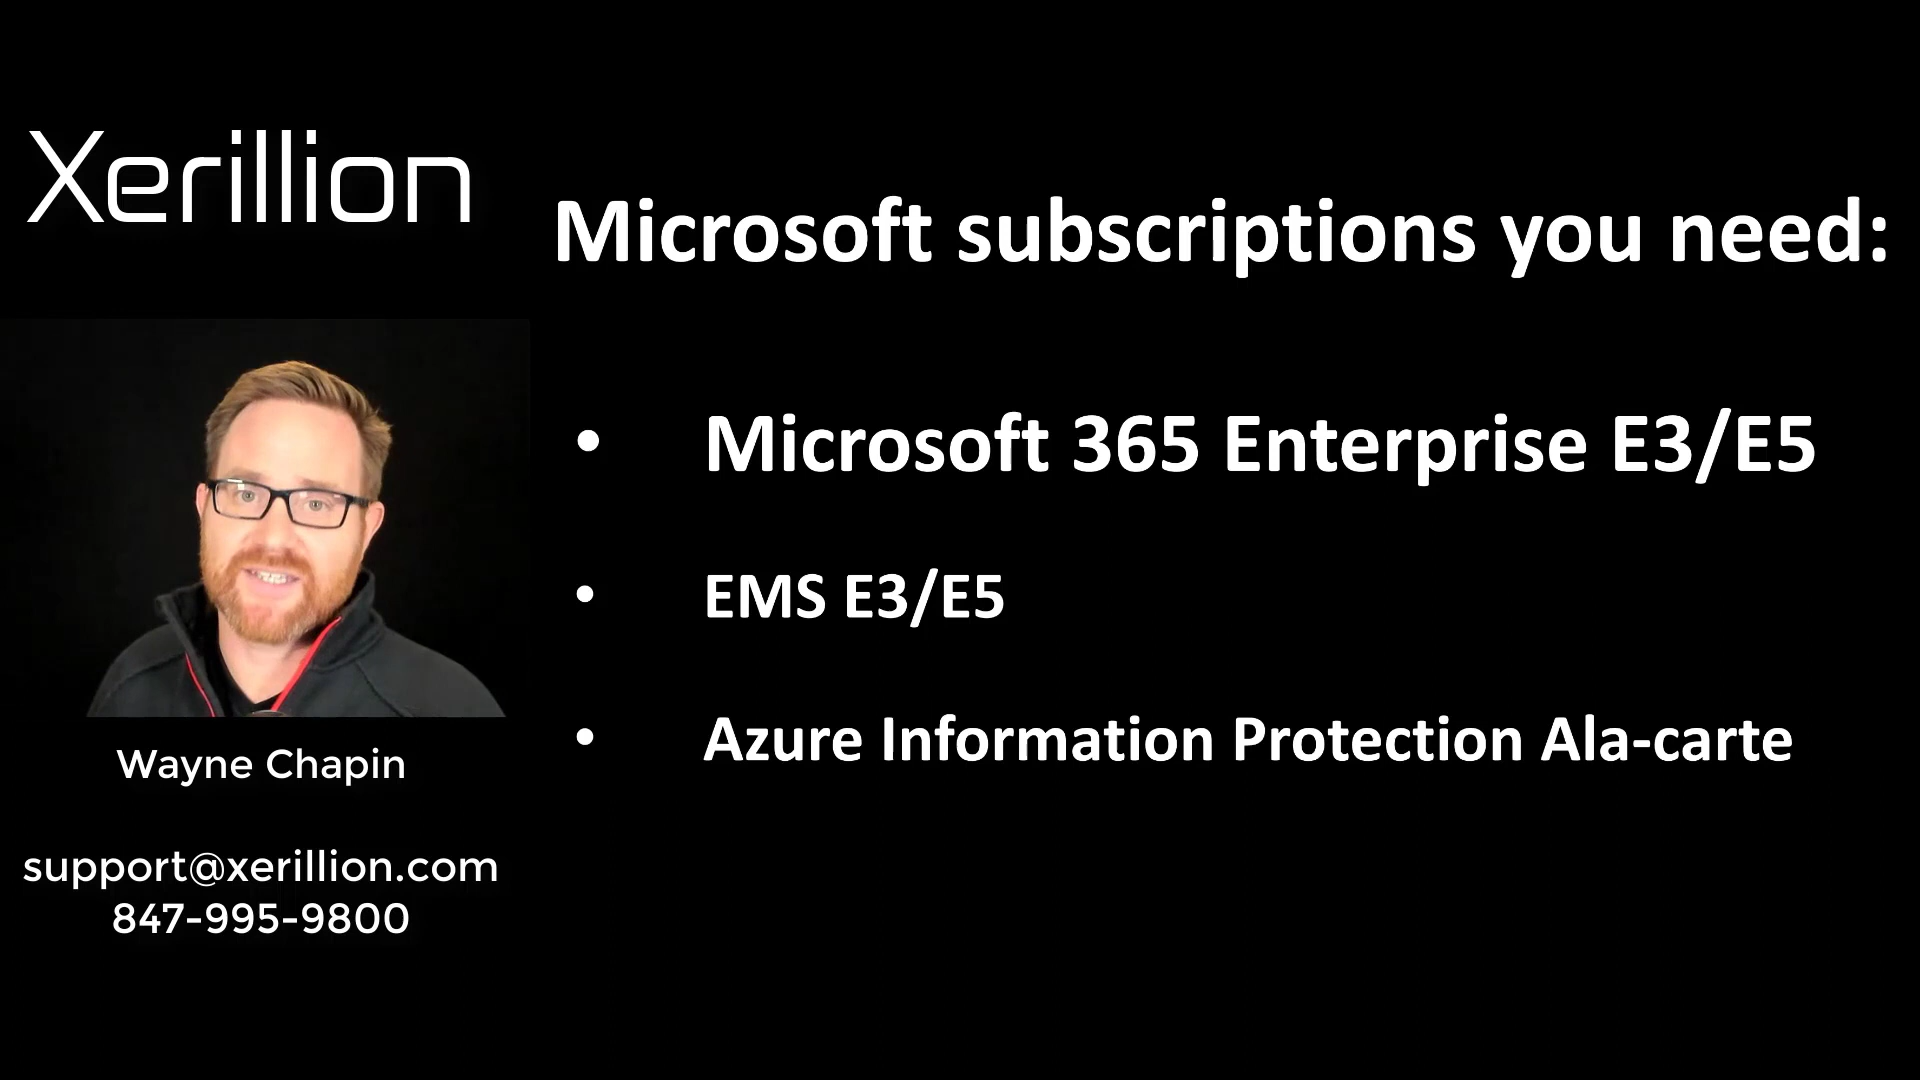 Xerillion
Microsoft subscriptions you need:
• Microsoft 365 Enterprise E3/E5
• EMS E3/E5
• Azure Information Protection Ala-carte
Wayne Chapin
support@xerillion.com
847-995-9800